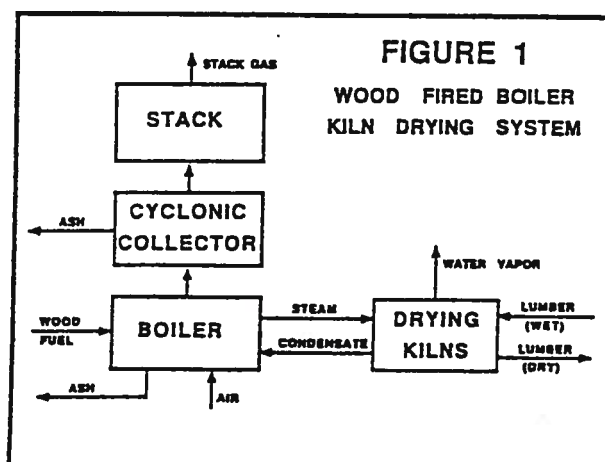 FIGURE 1
WOOD FIRED BOILER
KILN DRYING SYSTEM
STACK GAS
STACK
ASH
CYCLONIC
COLLECTOR
WATER VAPOR
WOOD
FUEL
BOILER
STEAM
CONDENSATE
DRYING
KILNS
LUMBER
(WET)
LUMBER
(DRY)
ASH
AIR